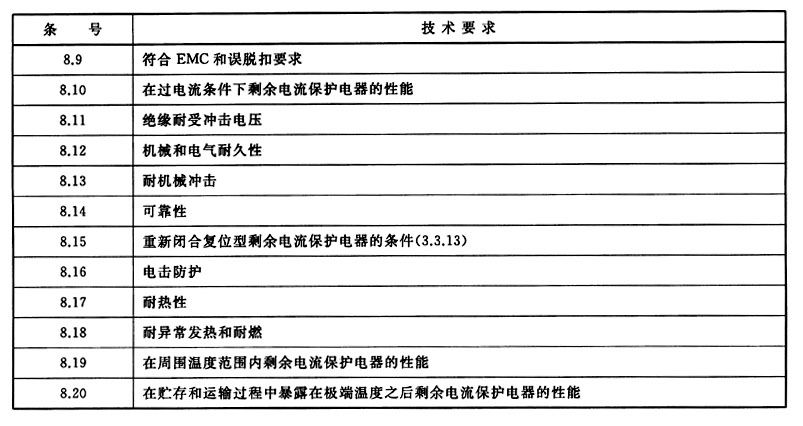 条 号 技术要求
8.9 符合 EMC 和误脱扣要求
8.10 在过电流条件下剩余电流保护电器的性能
8.11 绝缘耐受冲击电压
8.12 机械和电气耐久性
8.13 耐机械冲击
8.14 可靠性
8.15 重新闭合复位型剩余电流保护电器的条件(3.3.13)
8.16 电击防护
8.17 耐热性
8.18 耐异常发热和耐燃
8.19 在周围温度范围内剩余电流保护电器的性能
8.20 在贮存和运输过程中暴露在极端温度之后剩余电流保护电器的性能